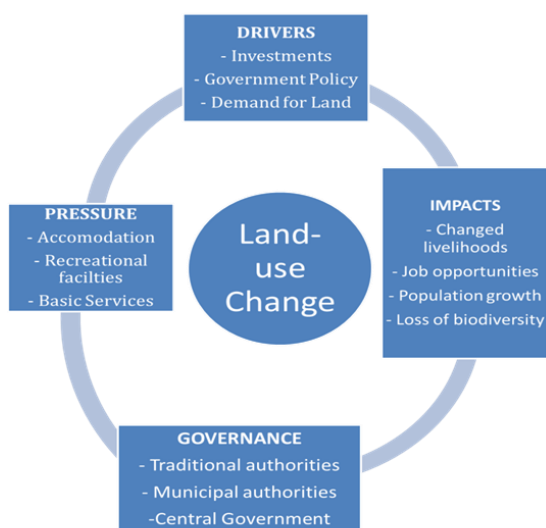 DRIVERS
- Investments
- Government Policy
- Demand for Land
PRESSURE
- Accomodation
- Recreational
facilties
- Basic Services
Land-
use
Change
IMPACTS
- Changed
livelihoods
- Job opportunities
- Population growth
- Loss of biodiversity
GOVERNANCE
- Traditional authorities
- Municipal authorities
-Central Government